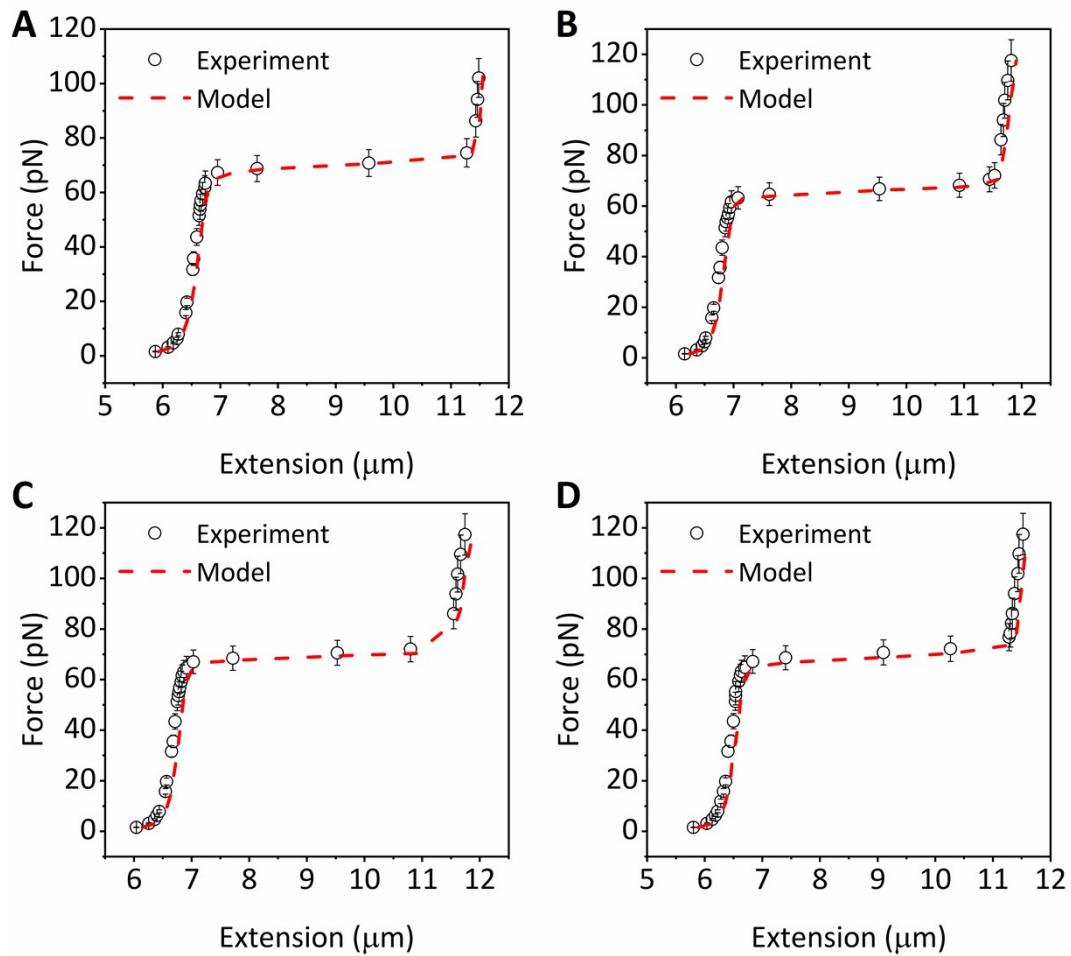 A
120
100
80
60
40
20
0
Force (pN)
Experiment
Model
5 6 7 8 9 10 11 12
Extension (μm)
B
120
100
80
60
40
20
0
Force (pN)
Experiment
Model
6 7 8 9 10 11 12
Extension (μm)
C
120
100
80
60
40
20
0
Force (pN)
Experiment
Model
6 7 8 9 10 11 12
Extension (μm)
D
120
100
80
60
40
20
0
Force (pN)
Experiment
Model
5 6 7 8 9 10 11 12
Extension (μm)